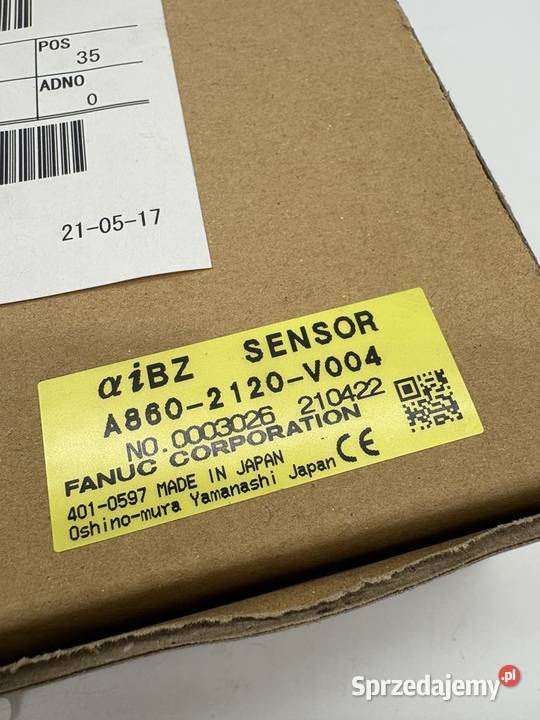 POS
35
ADNO
0
21-05-17
αiBZ SENSOR
A860-2120-V004
NO.0003026 210422
FANUC CORPORATION
401-0597 MADE IN JAPAN
Oshino-mura Yamanashi Japan CE
Sprzedajemy.pl